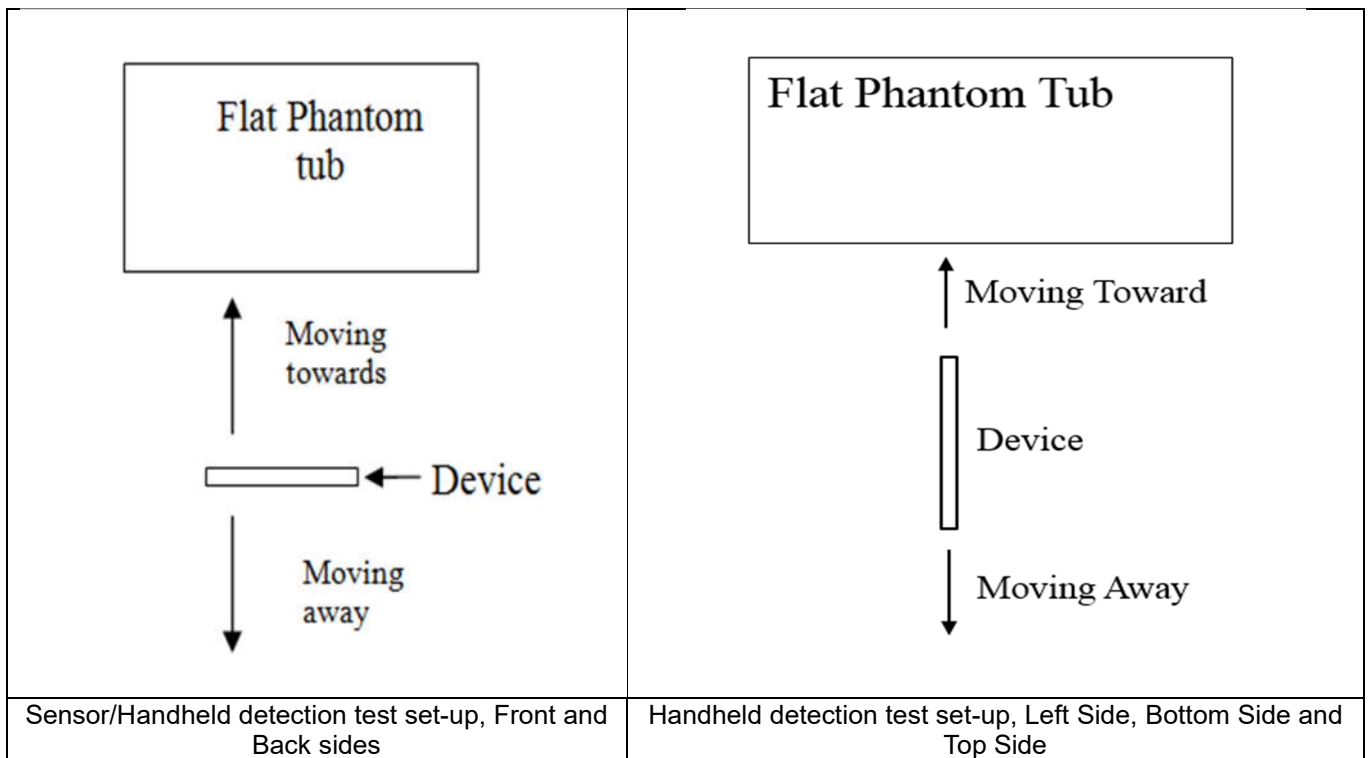 Flat Phantom
tub
Moving
towards
Device
Moving
away
Sensor/Handheld detection test set-up, Front and
Back sides
Flat Phantom Tub
Moving Toward
Device
Moving Away
Handheld detection test set-up, Left Side, Bottom Side and
Top Side